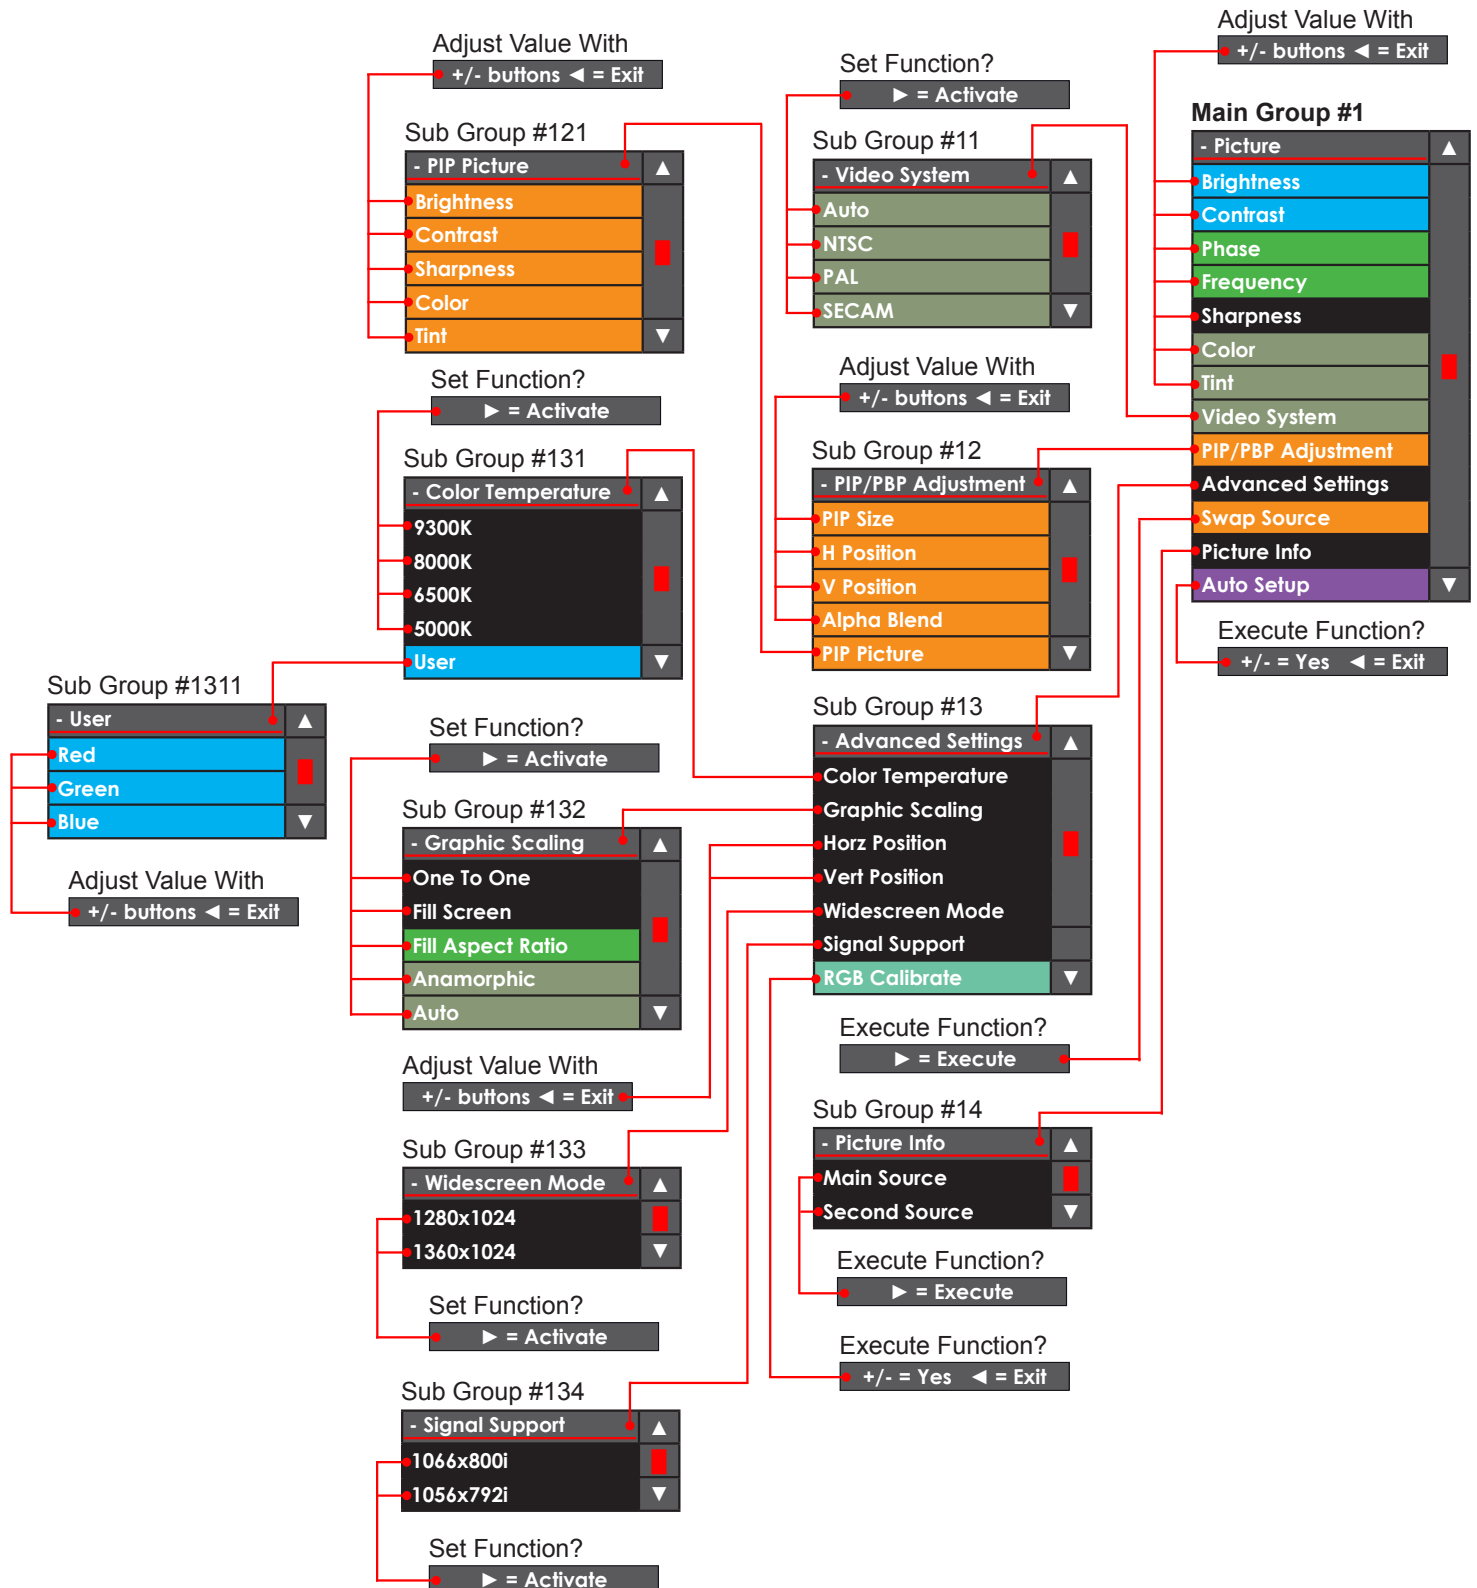 Adjust Value With
+/- buttons ◄ = Exit
Sub Group #121
- PIP Picture ▲
Brightness
Contrast
Sharpness
Color
Tint ▼
Set Function?
► = Activate
Sub Group #131
- Color Temperature ▲
9300K
8000K
6500K
5000K
User ▼
Sub Group #1311
- User ▲
Red
Green
Blue ▼
Adjust Value With
+/- buttons ◄ = Exit
Set Function?
► = Activate
Sub Group #132
- Graphic Scaling ▲
One To One
Fill Screen
Fill Aspect Ratio
Anamorphic
Auto ▼
Adjust Value With
+/- buttons ◄ = Exit
Sub Group #133
- Widescreen Mode ▲
1280x1024
1360x1024 ▼
Set Function?
► = Activate
Sub Group #134
- Signal Support ▲
1066x800i
1056x792i ▼
Set Function?
► = Activate
Set Function?
► = Activate
Sub Group #11
- Video System ▲
Auto
NTSC
PAL
SECAM ▼
Adjust Value With
+/- buttons ◄ = Exit
Sub Group #12
- PIP/PBP Adjustment ▲
PIP Size
H Position
V Position
Alpha Blend
PIP Picture ▼
Sub Group #13
- Advanced Settings ▲
Color Temperature
Graphic Scaling
Horz Position
Vert Position
Widescreen Mode
Signal Support
RGB Calibrate ▼
Execute Function?
► = Execute
Sub Group #14
- Picture Info ▲
Main Source
Second Source ▼
Execute Function?
► = Execute
Execute Function?
+/- = Yes ◄ = Exit
Adjust Value With
+/- buttons ◄ = Exit
Main Group #1
- Picture ▲
Brightness
Contrast
Phase
Frequency
Sharpness
Color
Tint
Video System
PIP/PBP Adjustment
Advanced Settings
Swap Source
Picture Info
Auto Setup ▼
Execute Function?
+/- = Yes ◄ = Exit